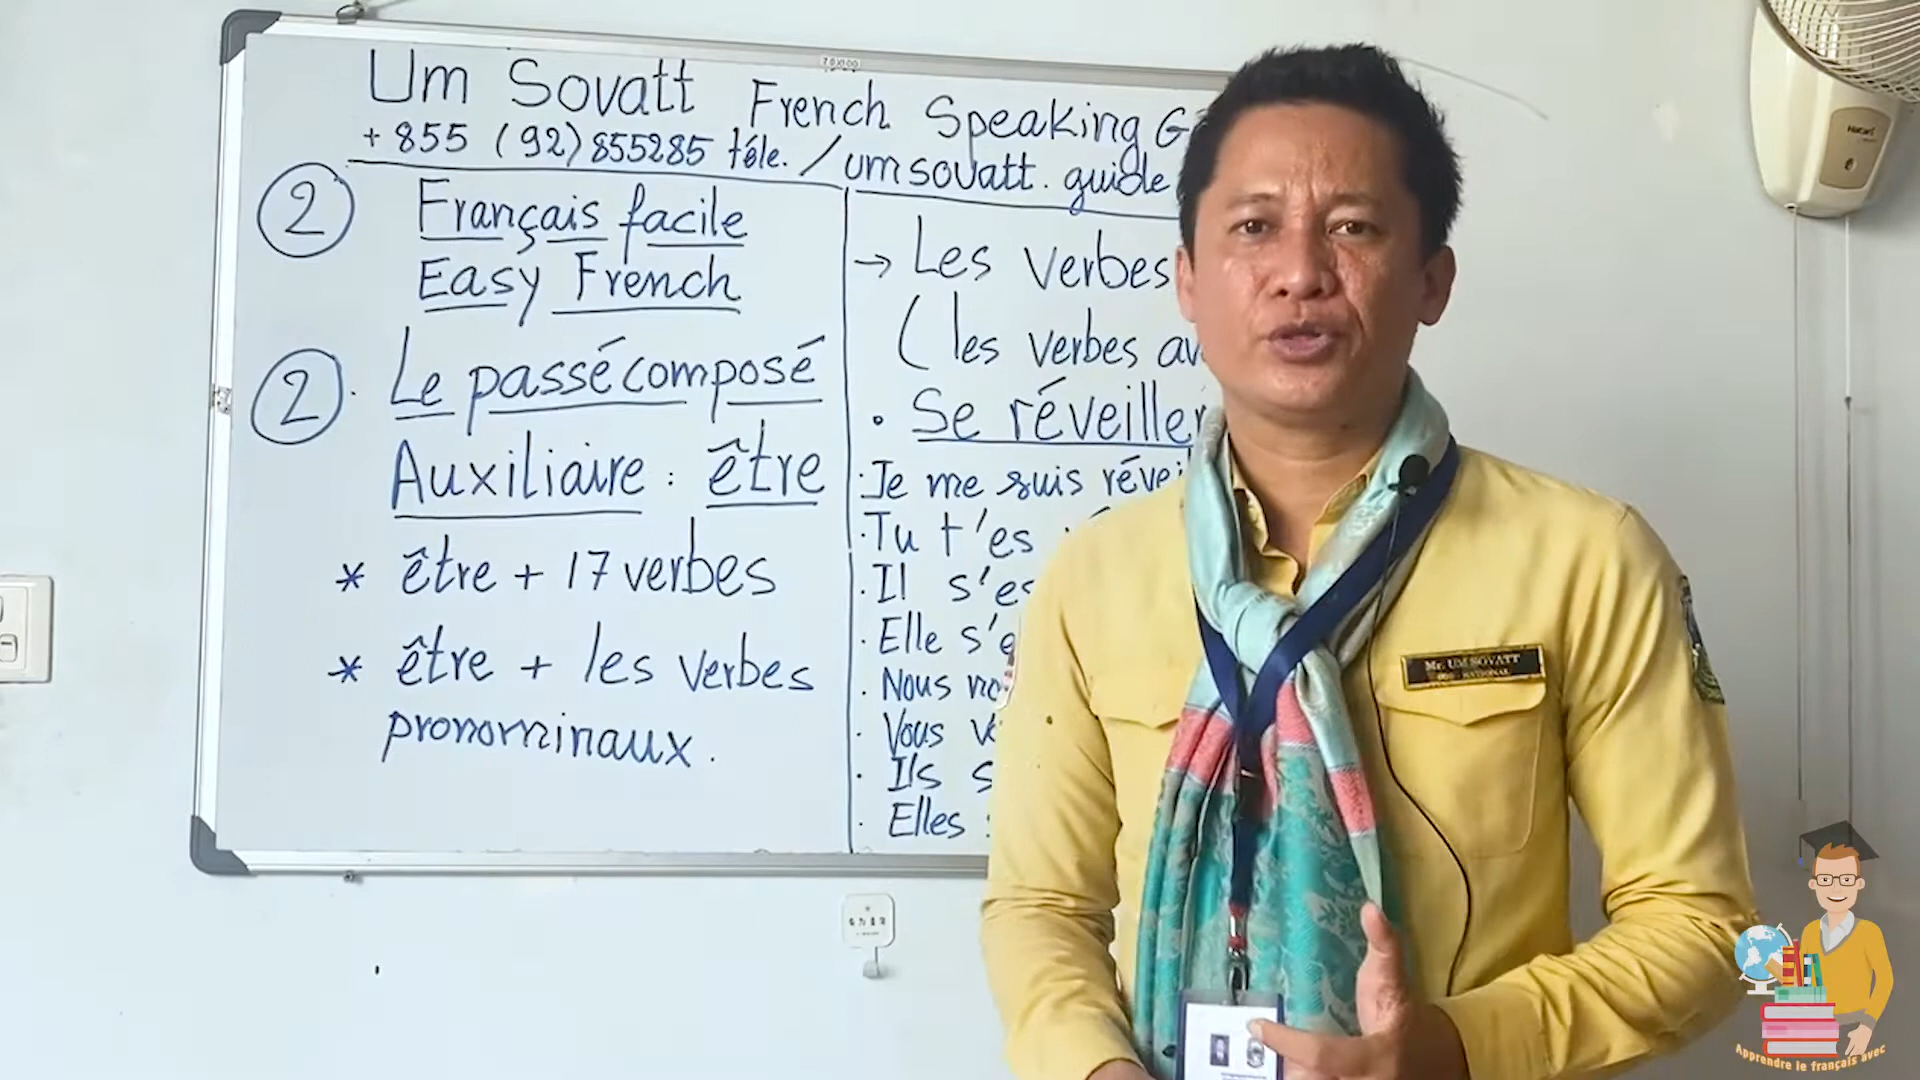 Um Sovatt French Speaking
+ 855 (92) 855285 téle. / umsovatt.guide
2 Français facile
Easy French
2. Le passé composé
Auxiliaire : être
* être + 17 verbes
* être + les verbes
pronominaux.
→ Les verbes
( les verbes
• Se réveiller
. Je me suis
. Tu t'es
. Il
. Elle
. Nous
. Vous
. Ils
. Elles
Mr. UM SOVATT
Apprendre le français avec